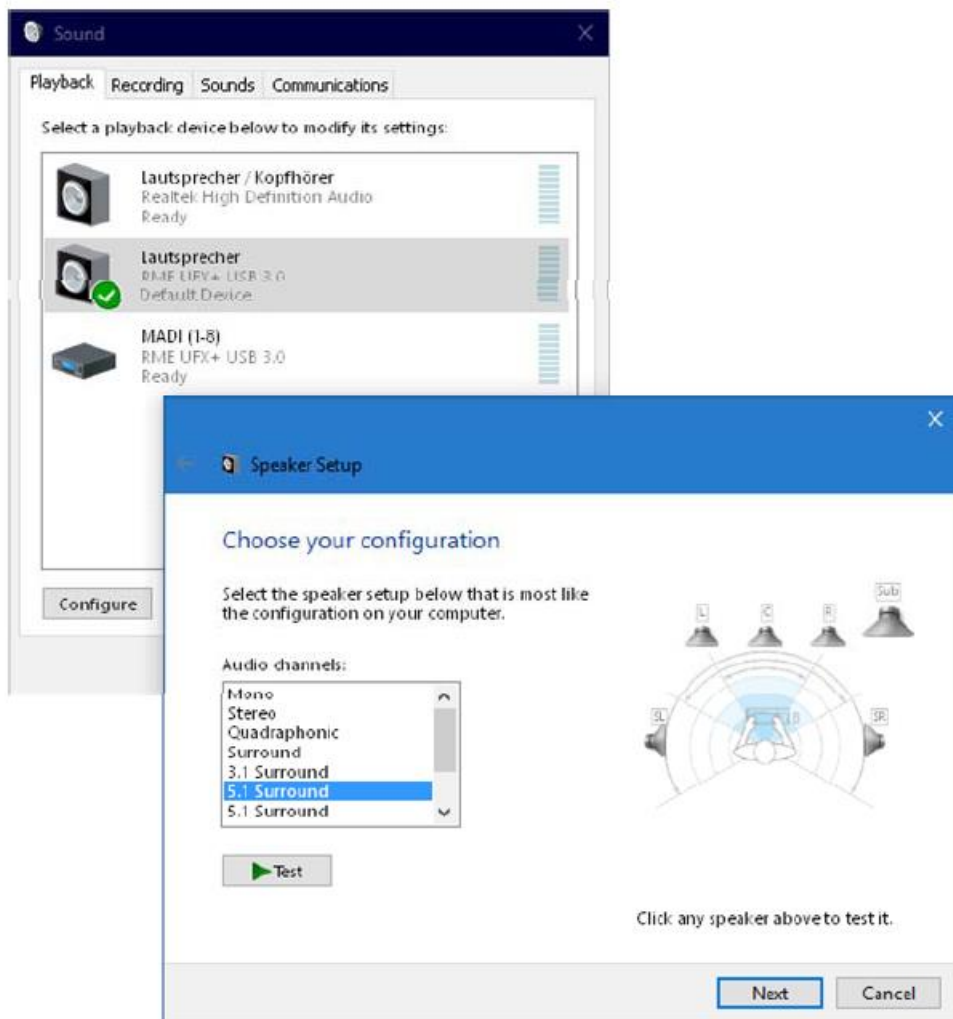 Sound
Playback Recording Sounds Communications
Select a playback device below to modify its settings:
Lautsprecher / Kopfhörer
Realtek High Definition Audio
Ready
Lautsprecher
RME UFX+ USB 3.0
Default Device
MADI (1-8)
RME UFX+ USB 3.0
Ready
Configure
Speaker Setup
Choose your configuration
Select the speaker setup below that is most like
the configuration on your computer.
Audio channels:
Mono
Stereo
Quadraphonic
Surround
3.1 Surround
5.1 Surround
5.1 Surround
Test
L C R Sub
SL SR
Click any speaker above to test it.
Next Cancel